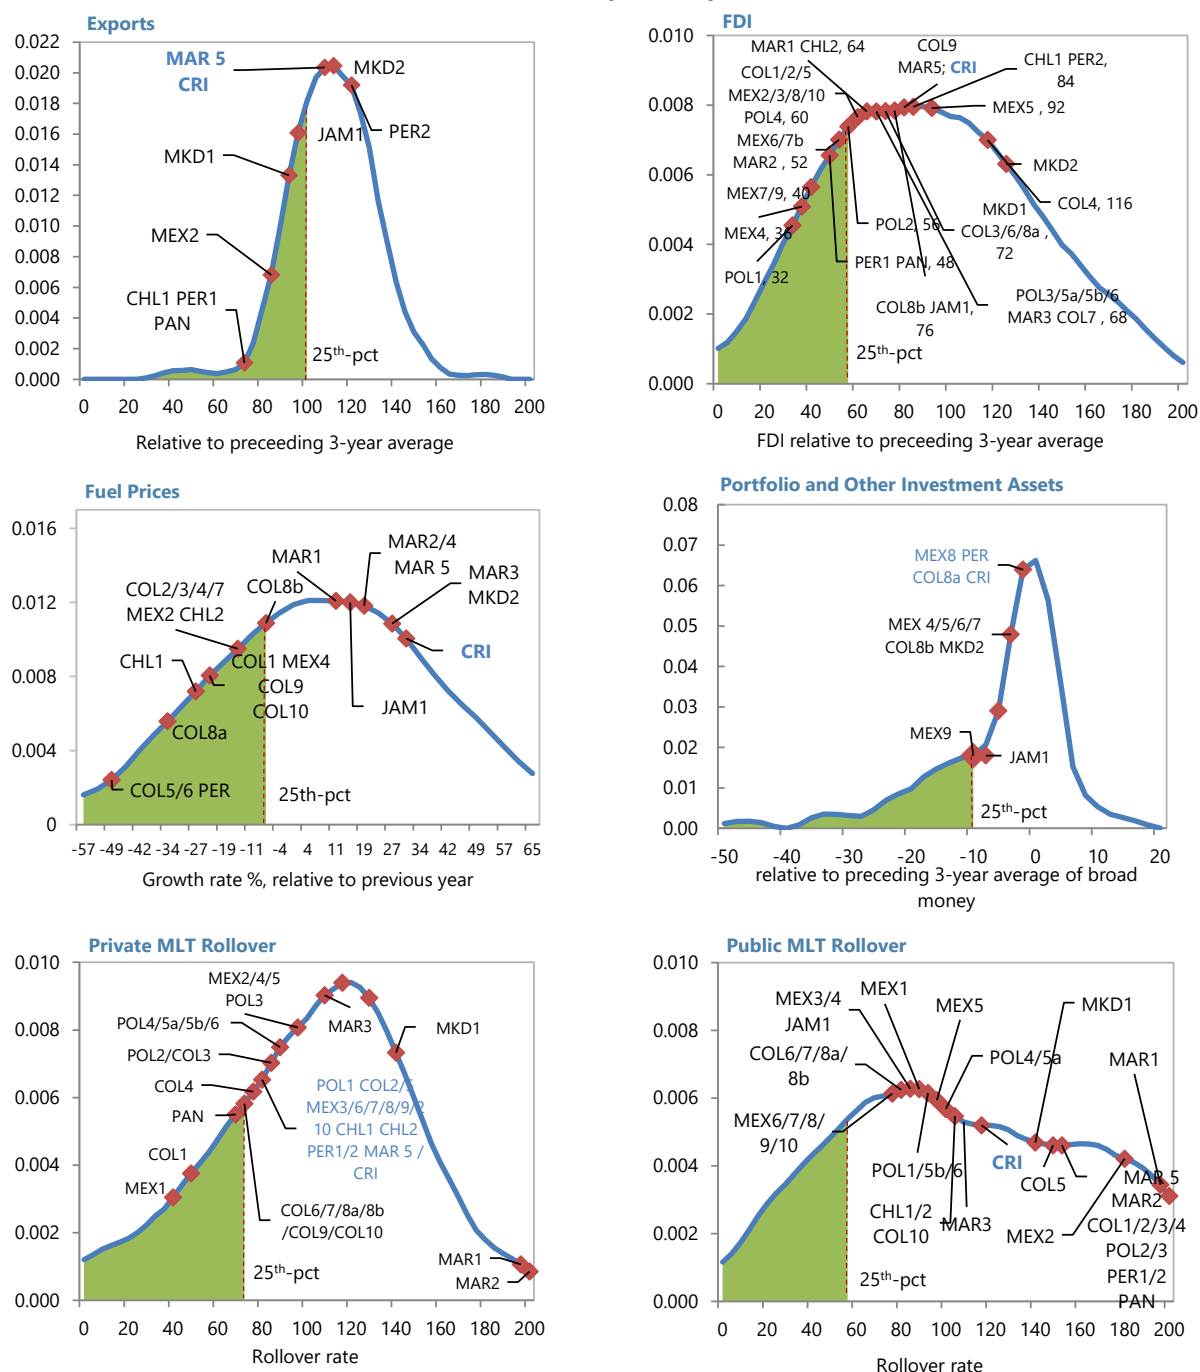 Exports
0.022
0.020
0.018
0.016
0.014
0.012
0.010
0.008
0.006
0.004
0.002
0.000
MAR 5
CRI
MKD2
JAM1
PER2
MKD1
MEX2
CHL1 PER1
PAN
25th-pct
0 20 40 60 80 100 120 140 160 180 200
Relative to preceeding 3-year average
FDI
0.010
0.008
0.006
0.004
0.002
0.000
MAR1 CHL2, 64
COL1/2/5
MEX2/3/8/10
POL4, 60
MEX6/7b
MAR2 , 52
MEX7/9, 40
MEX4, 36
POL1, 32
COL9
MAR5; CRI
CHL1 PER2,
84
MEX5 , 92
MKD2
COL4, 116
MKD1
COL3/6/8a ,
72
POL2, 56
PER1 PAN, 48
COL8b JAM1,
76
POL3/5a/5b/6
MAR3 COL7 , 68
25th-pct
0 20 40 60 80 100 120 140 160 180 200
FDI relative to preceeding 3-year average
Fuel Prices
0.016
0.012
0.008
0.004
0
MAR1
MAR2/4
MAR 5
MAR3
MKD2
COL2/3/4/7
MEX2 CHL2
COL8b
CHL1
COL1 MEX4
COL9
COL10
CRI
JAM1
COL8a
COL5/6 PER
25th-pct
-57 -49 -42 -34 -27 -19 -11 -4 4 11 19 27 34 42 49 57 65
Growth rate %, relative to previous year
Portfolio and Other Investment Assets
0.08
0.07
0.06
0.05
0.04
0.03
0.02
0.01
0.00
MEX8 PER
COL8a CRI
MEX 4/5/6/7
COL8b MKD2
MEX9
JAM1
25th-pct
-50 -40 -30 -20 -10 0 10 20
relative to preceding 3-year average of broad
money
Private MLT Rollover
0.010
0.008
0.006
0.004
0.002
0.000
MEX2/4/5
POL3
POL4/5a/5b/6
POL2/COL3
COL4
PAN
COL1
MEX1
MAR3
MKD1
POL1 COL2/5
MEX3/6/7/8/9/2
10 CHL1 CHL2
PER1/2 MAR 5 /
CRI
COL6/7/8a/8b
/COL9/COL10
25th-pct
MAR1
MAR2
0 20 40 60 80 100 120 140 160 180 200
Rollover rate
Public MLT Rollover
0.010
0.008
0.006
0.004
0.002
0.000
MEX3/4
JAM1
MEX1
MEX5
MKD1
COL6/7/8a/
8b
POL4/5a
MAR1
MEX6/7/8/
9/10
POL1/5b/6
CRI
COL5
CHL1/2
COL10
MAR3
MEX2
MAR 5
MAR2
COL1/2/3/4
POL2/3
PER1/2
PAN
25th-pct
0 20 40 60 80 100 120 140 160 180 200
Rollover rate